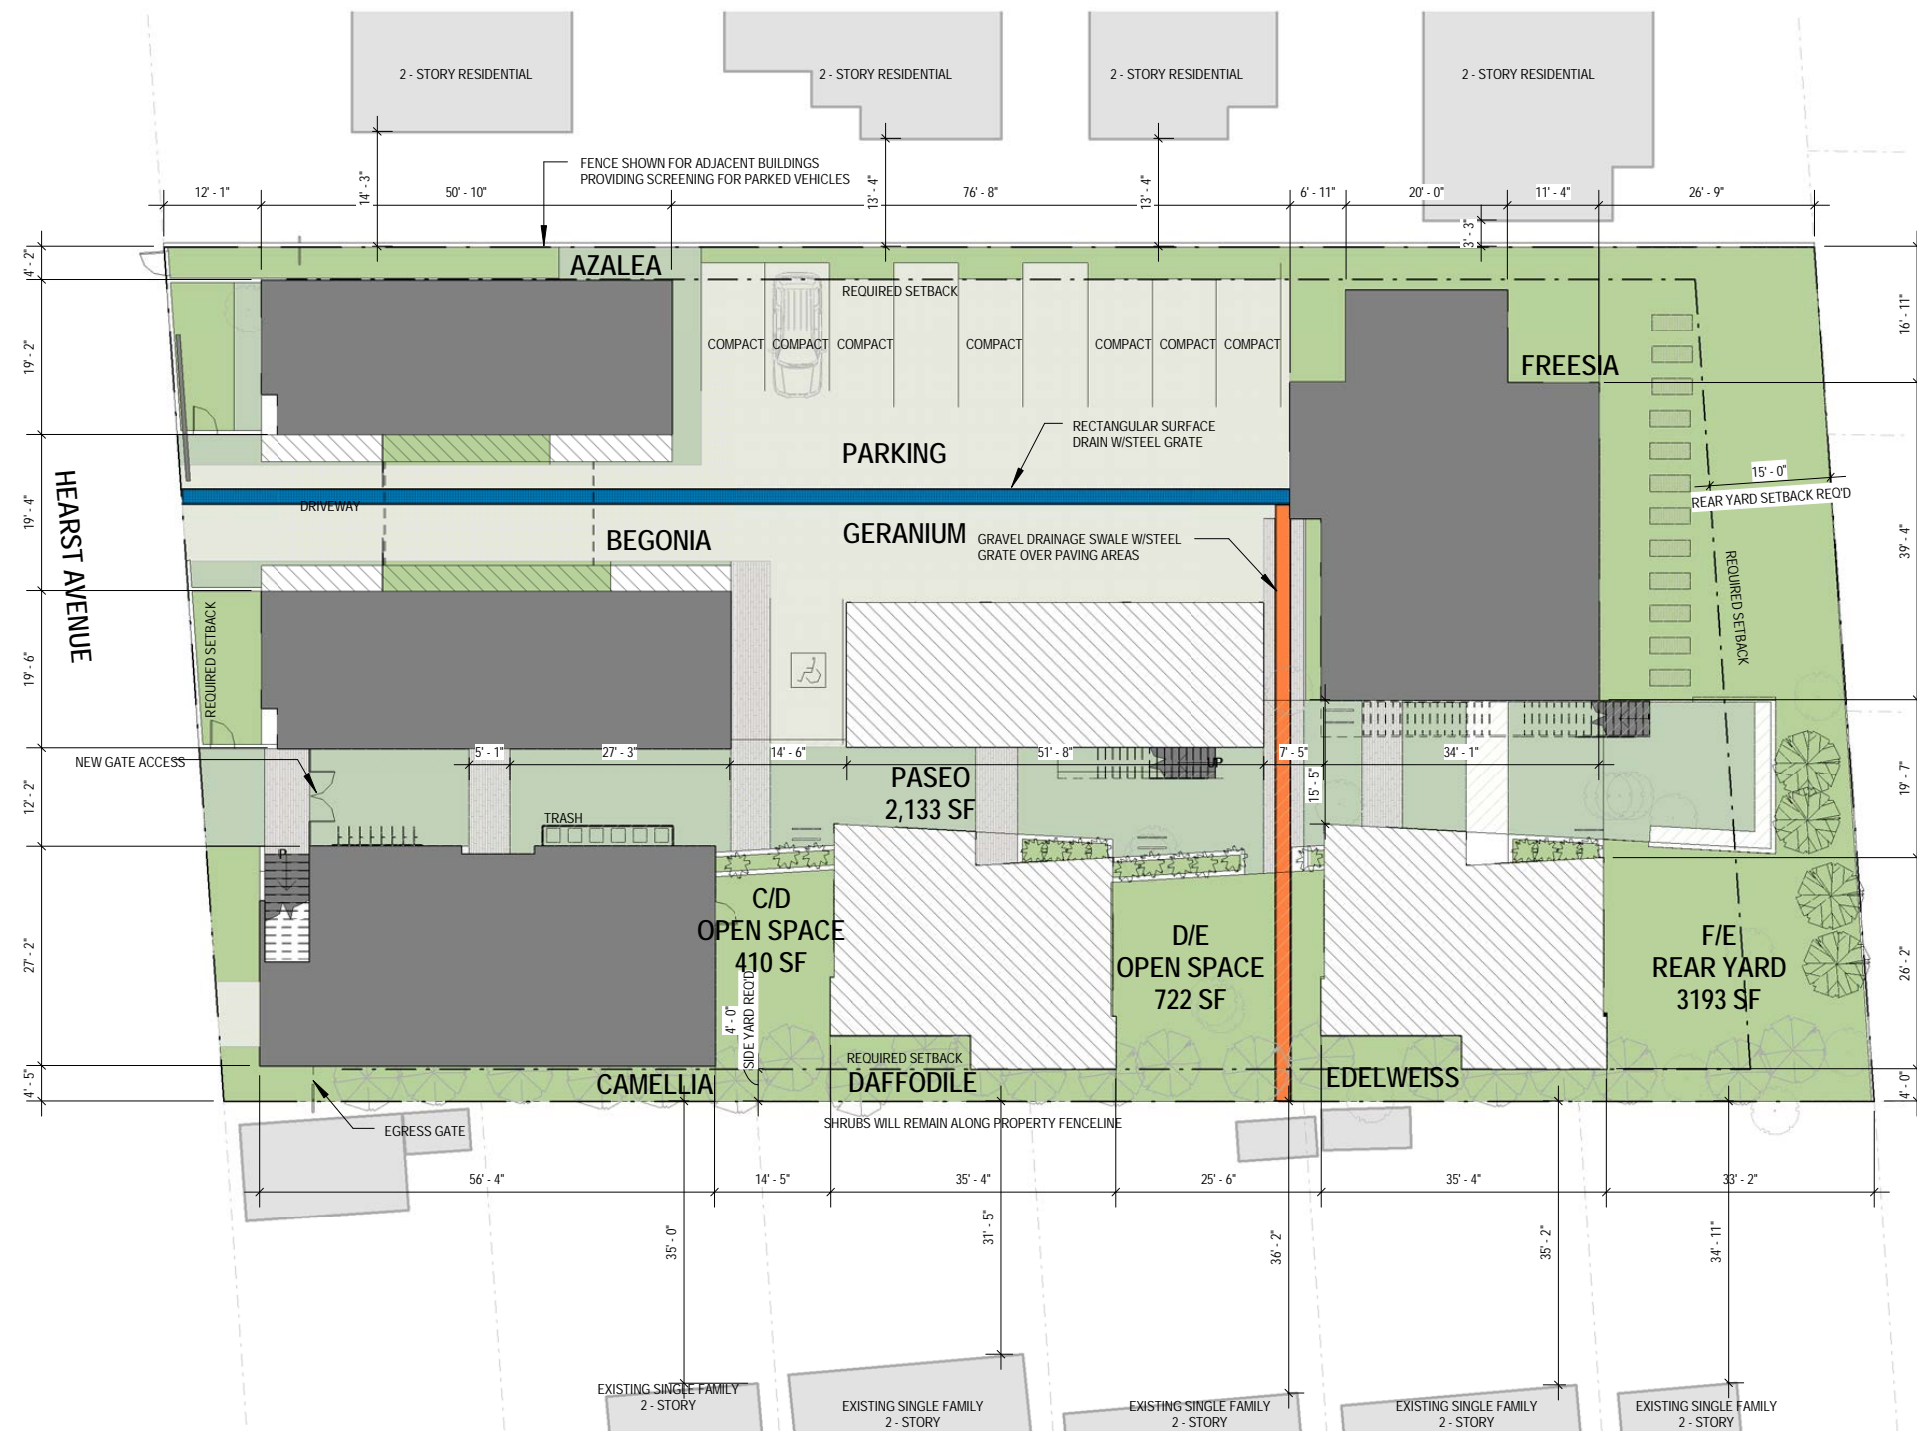 2 - STORY RESIDENTIAL
2 - STORY RESIDENTIAL
2 - STORY RESIDENTIAL
2 - STORY RESIDENTIAL
FENCE SHOWN FOR ADJACENT BUILDINGS
PROVIDING SCREENING FOR PARKED VEHICLES
12' - 1"
14' - 3"
50' - 10"
13' - 4"
76' - 8"
13' - 4"
6' - 11"
20' - 0"
3' - 3"
11' - 4"
26' - 9"
4' - 2"
19' - 2"
19' - 4"
19' - 6"
12' - 2"
27' - 2"
4' - 5"
HEARST AVENUE
AZALEA
REQUIRED SETBACK
COMPACT
COMPACT
COMPACT
COMPACT
COMPACT
COMPACT
COMPACT
FREESIA
16' - 11"
RECTANGULAR SURFACE
DRAIN W/STEEL GRATE
PARKING
15' - 0"
REAR YARD SETBACK REQ'D
DRIVEWAY
BEGONIA
GERANIUM
GRAVEL DRAINAGE SWALE W/STEEL
GRATE OVER PAVING AREAS
39' - 4"
REQUIRED SETBACK
REQUIRED SETBACK
NEW GATE ACCESS
5' - 1"
27' - 3"
14' - 6"
51' - 8"
7' - 5"
34' - 1"
UP
15' - 5"
19' - 7"
PASEO
2,133 SF
TRASH
C/D
OPEN SPACE
410 SF
D/E
OPEN SPACE
722 SF
F/E
REAR YARD
3193 SF
26' - 2"
4' - 0"
SIDE YARD REQ'D
REQUIRED SETBACK
CAMELLIA
DAFFODILE
EDELWEISS
4' - 0"
EGRESS GATE
SHRUBS WILL REMAIN ALONG PROPERTY FENCELINE
56' - 4"
14' - 5"
35' - 4"
25' - 6"
35' - 4"
33' - 2"
35' - 0"
31' - 5"
36' - 2"
35' - 2"
34' - 11"
EXISTING SINGLE FAMILY
2 - STORY
EXISTING SINGLE FAMILY
2 - STORY
EXISTING SINGLE FAMILY
2 - STORY
EXISTING SINGLE FAMILY
2 - STORY
EXISTING SINGLE FAMILY
2 - STORY